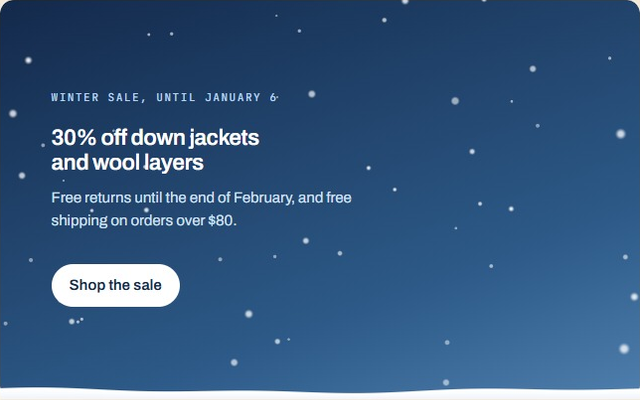 WINTER SALE, UNTIL JANUARY 6
30% off down jackets
and wool layers
Free returns until the end of February, and free
shipping on orders over $80.
Shop the sale